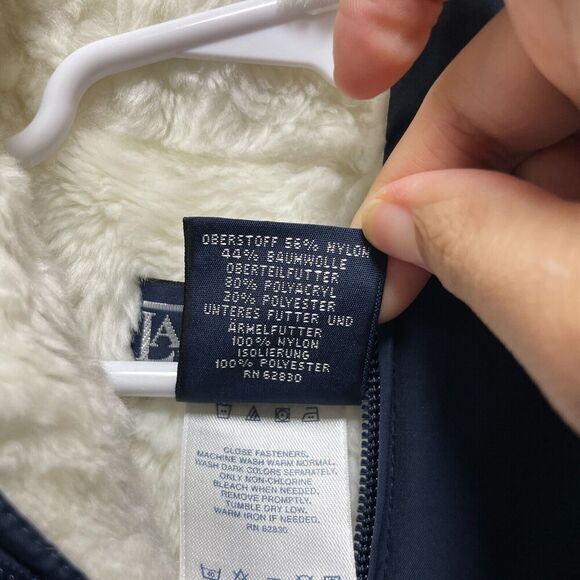 OBERSTOFF 56% NYLON
44% BAUMWOLLE
OBERTEILFUTTER
80% POLYACRYL
20% POLYESTER
UNTERES FUTTER UND
ÄRMELFUTTER
100% NYLON
ISOLIERUNG
100% POLYESTER
RN 62830
LA
CLOSE FASTENERS.
MACHINE WASH WARM NORMAL.
WASH DARK COLORS SEPARATELY.
ONLY NON-CHLORINE
BLEACH WHEN NEEDED.
REMOVE PROMPTLY.
TUMBLE DRY LOW.
WARM IRON IF NEEDED.
RN 62830